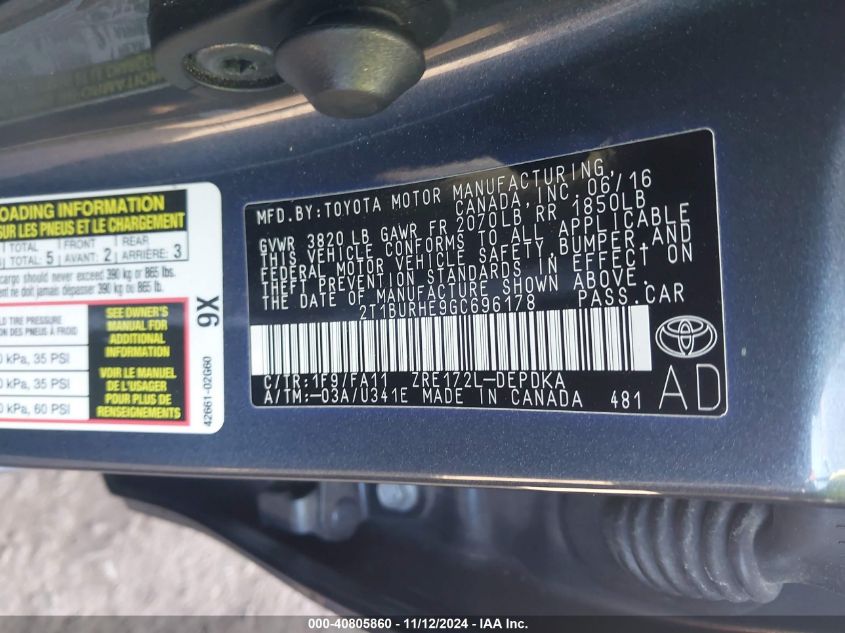 LOADING INFORMATION
SUR LES PNEUS ET LE CHARGEMENT
TOTAL FRONT REAR
TOTAL: 5 AVANT: 2 ARRIÈRE: 3
cargo should never exceed 390 kg or 865 lbs.
ne doit jamais dépasser 390 kg ou 865 lb.
TIRE PRESSURE
DES PNEUS À FROID
kPa, 35 PSI
kPa, 35 PSI
kPa, 60 PSI
SEE OWNER'S
MANUAL FOR
ADDITIONAL
INFORMATION
VOIR LE MANUEL
DE L'USAGER
POUR PLUS DE
RENSEIGNEMENTS
9X
42661-02G60
MFD. BY: TOYOTA MOTOR MANUFACTURING,
CANADA, INC. 06/16
GVWR 3820 LB GAWR FR 2070LB RR 1850LB
THIS VEHICLE CONFORMS TO ALL APPLICABLE
FEDERAL MOTOR VEHICLE SAFETY, BUMPER, AND
THEFT PREVENTION STANDARDS IN EFFECT ON
THE DATE OF MANUFACTURE SHOWN ABOVE.
2T1BURHE9GC696178 PASS.CAR
C/TR: 1F9/FA11 ZRE172L-DEPDKA
A/TM:-03A/U341E MADE IN CANADA 481
AD
000-40805860 - 11/12/2024 - IAA Inc.